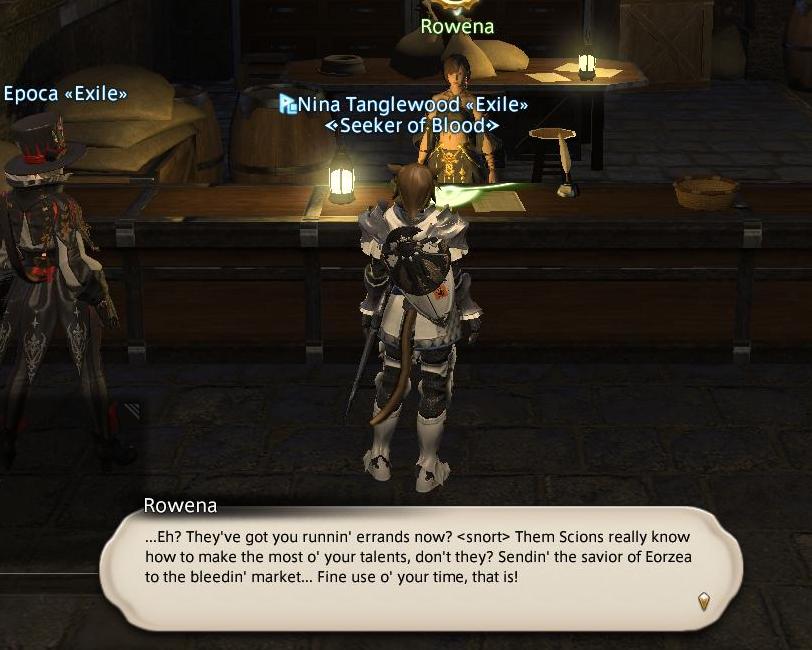 Rowena
Epoca «Exile»
Nina Tanglewood «Exile»
«Seeker of Blood»
Rowena
...Eh? They've got you runnin' errands now? <snort> Them Scions really know
how to make the most o' your talents, don't they? Sendin' the savior of Eorzea
to the bleedin' market... Fine use o' your time, that is!